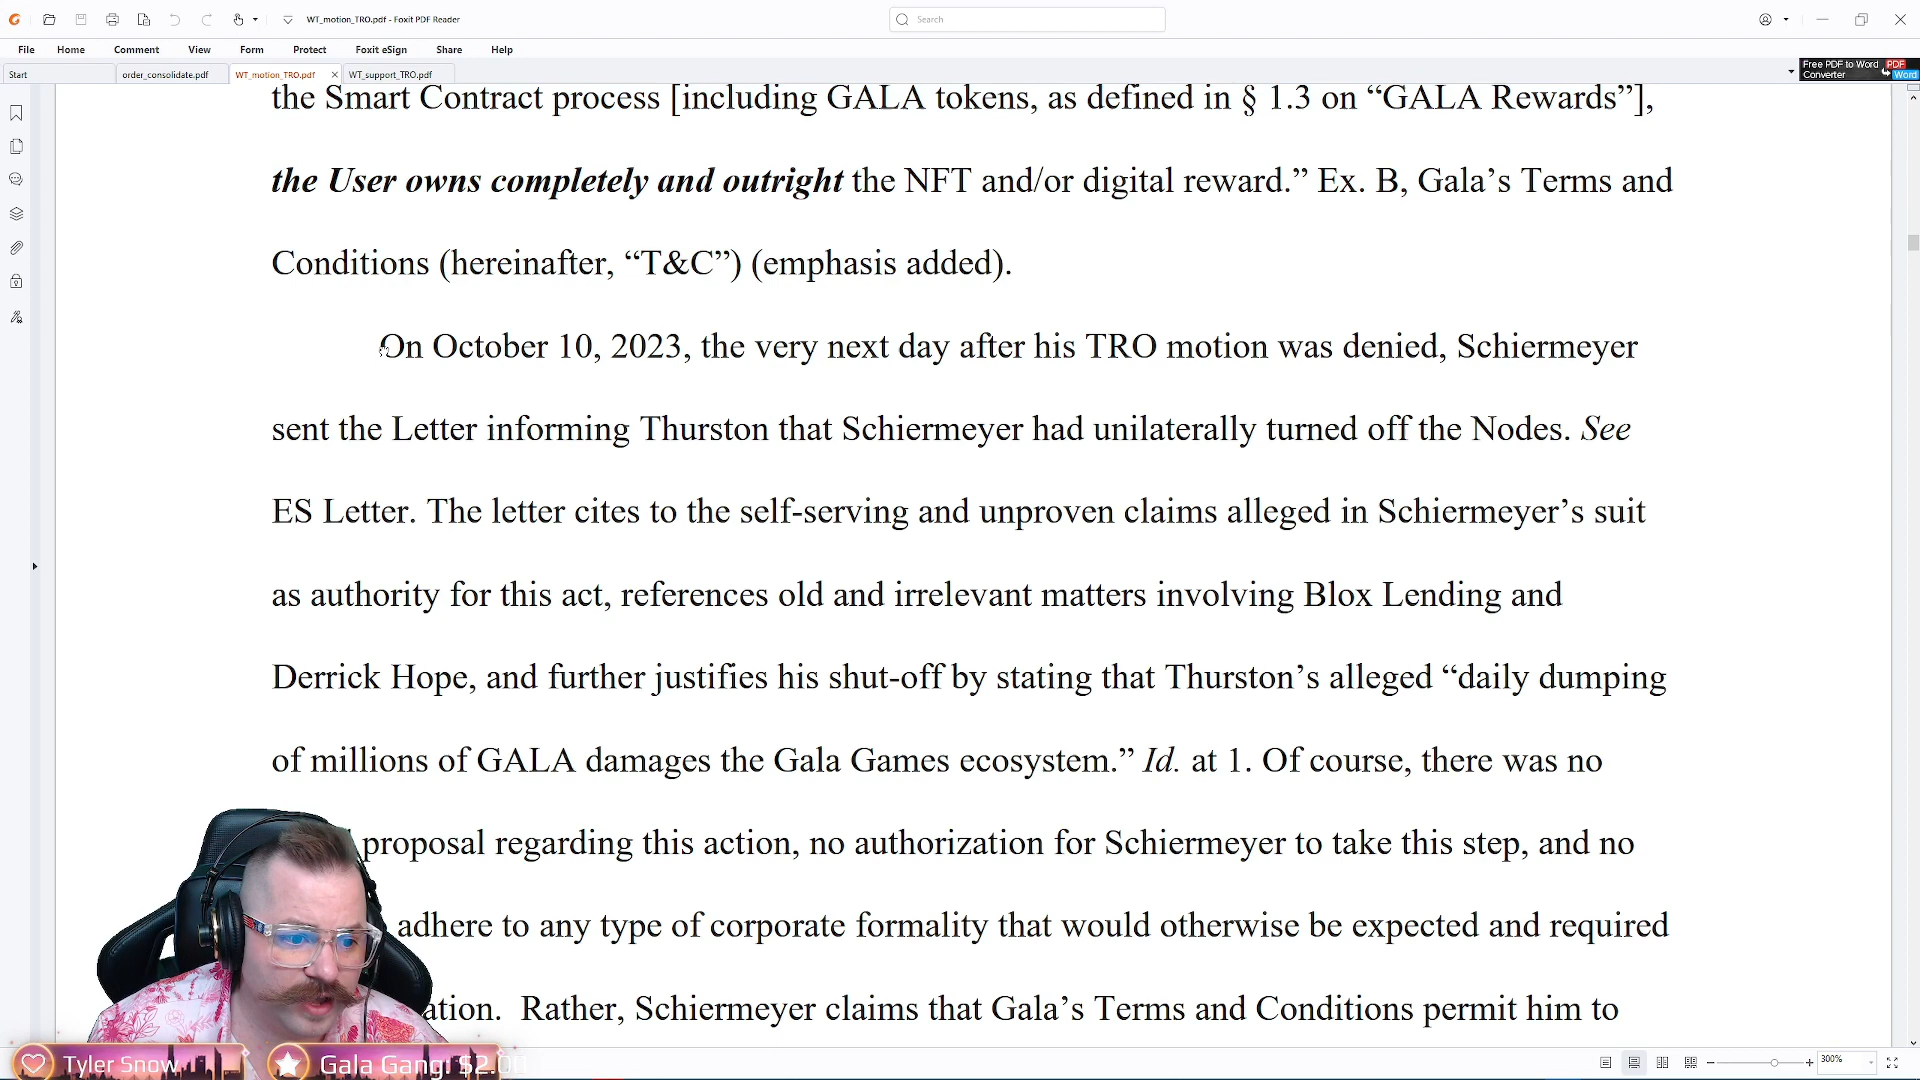 WT_motion_TRO.pdf - Foxit PDF Reader
Search
File Home Comment View Form Protect Foxit eSign Share Help
Start order_consolidate.pdf WT_motion_TRO.pdf WT_support_TRO.pdf
Free PDF to Word
Converter
PDF
Word
the Smart Contract process [including GALA tokens, as defined in § 1.3 on “GALA Rewards”],
the User owns completely and outright the NFT and/or digital reward.” Ex. B, Gala’s Terms and
Conditions (hereinafter, “T&C”) (emphasis added).
On October 10, 2023, the very next day after his TRO motion was denied, Schiermeyer
sent the Letter informing Thurston that Schiermeyer had unilaterally turned off the Nodes. See
ES Letter. The letter cites to the self-serving and unproven claims alleged in Schiermeyer’s suit
as authority for this act, references old and irrelevant matters involving Blox Lending and
Derrick Hope, and further justifies his shut-off by stating that Thurston’s alleged “daily dumping
of millions of GALA damages the Gala Games ecosystem.” Id. at 1. Of course, there was no
proposal regarding this action, no authorization for Schiermeyer to take this step, and no
adhere to any type of corporate formality that would otherwise be expected and required
ation. Rather, Schiermeyer claims that Gala’s Terms and Conditions permit him to
Tyler Snow
Gala Gang: $2.00
300%